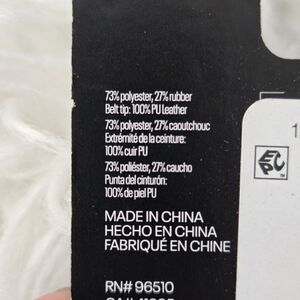 73% polyester, 27% rubber
Belt tip: 100% PU Leather
73% polyester, 27% caoutchouc
Extrémité de la ceinture:
100% cuir PU
73% poliéster, 27% caucho
Punta del cinturón:
100% de piel PU
MADE IN CHINA
HECHO EN CHINA
FABRIQUÉ EN CHINE
RN# 96510